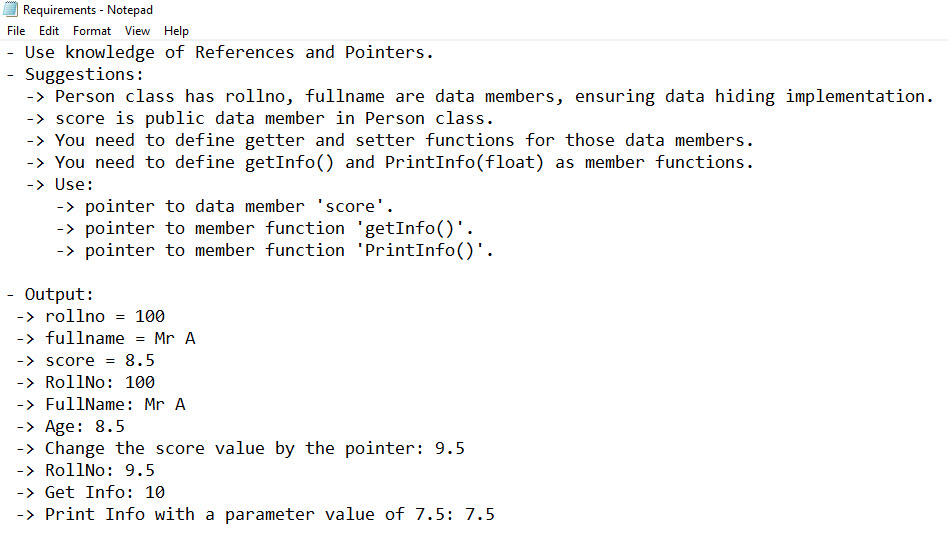 Requirements - Notepad
File Edit Format View Help
- Use knowledge of References and Pointers.
- Suggestions:
-> Person class has rollno, fullname are data members, ensuring data hiding implementation.
-> score is public data member in Person class.
-> You need to define getter and setter functions for those data members.
-> You need to define getInfo() and PrintInfo(float) as member functions.
-> Use:
-> pointer to data member 'score'.
-> pointer to member function 'getInfo()'.
-> pointer to member function 'PrintInfo()'.
- Output:
-> rollno = 100
-> fullname = Mr A
-> score = 8.5
-> RollNo: 100
-> FullName: Mr A
-> Age: 8.5
-> Change the score value by the pointer: 9.5
-> RollNo: 9.5
-> Get Info: 10
-> Print Info with a parameter value of 7.5: 7.5